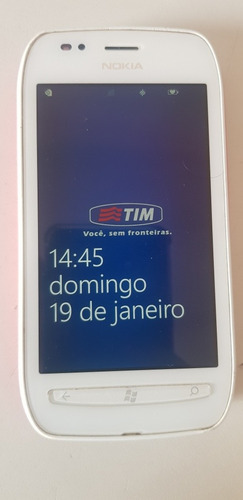 NOKIA
TIM
Você, sem fronteiras.
14:45
domingo
19 de janeiro